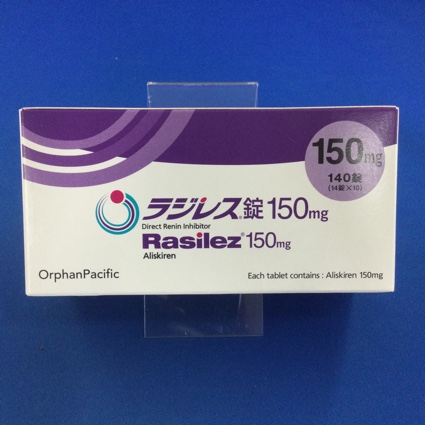 150mg
140錠
(14錠×10)
ラジレス®錠150mg
Direct Renin Inhibitor
Rasilez®150mg
Aliskiren
OrphanPacific
Each tablet contains : Aliskiren 150mg